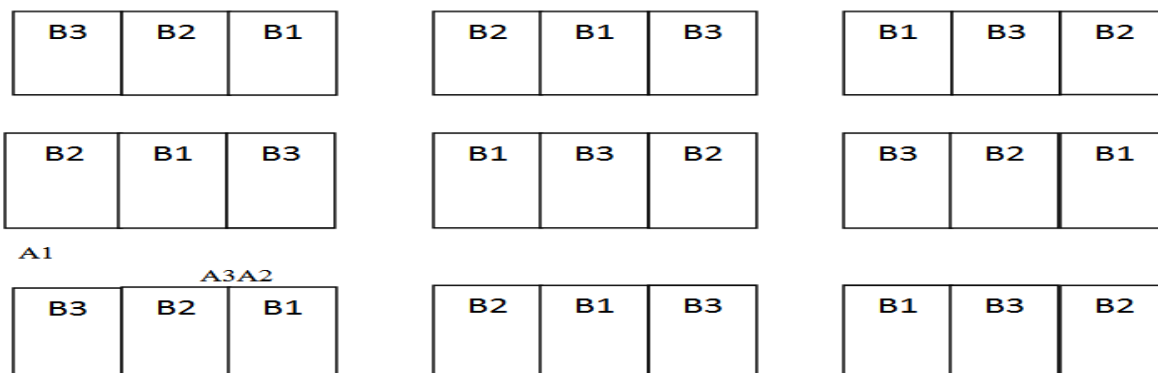 B3 B2 B1 B2 B1 B3 B1 B3 B2
B2 B1 B3 B1 B3 B2 B3 B2 B1
A1
A3A2
B3 B2 B1 B2 B1 B3 B1 B3 B2